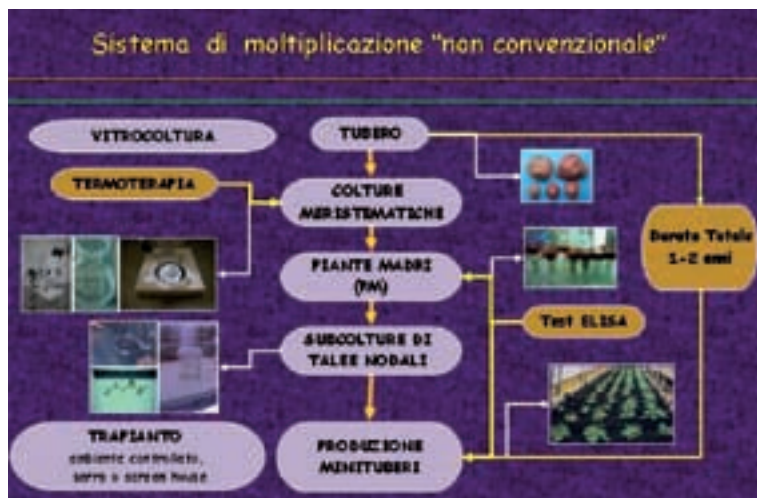 Sistema di moltiplicazione "non convenzionale"
VITROCOLTURA
TUBERO
TERMOTERAPIA
COLTURE
MERISTEMATICHE
Durata Totale
1-2 anni
PIANTE MADRI
(PM)
Test ELISA
SUBCOLTURE DI
TALEE NODALI
TRAPIANTO
ambiente controllato,
serra o screen house
PRODUZIONE
MINITUBERI